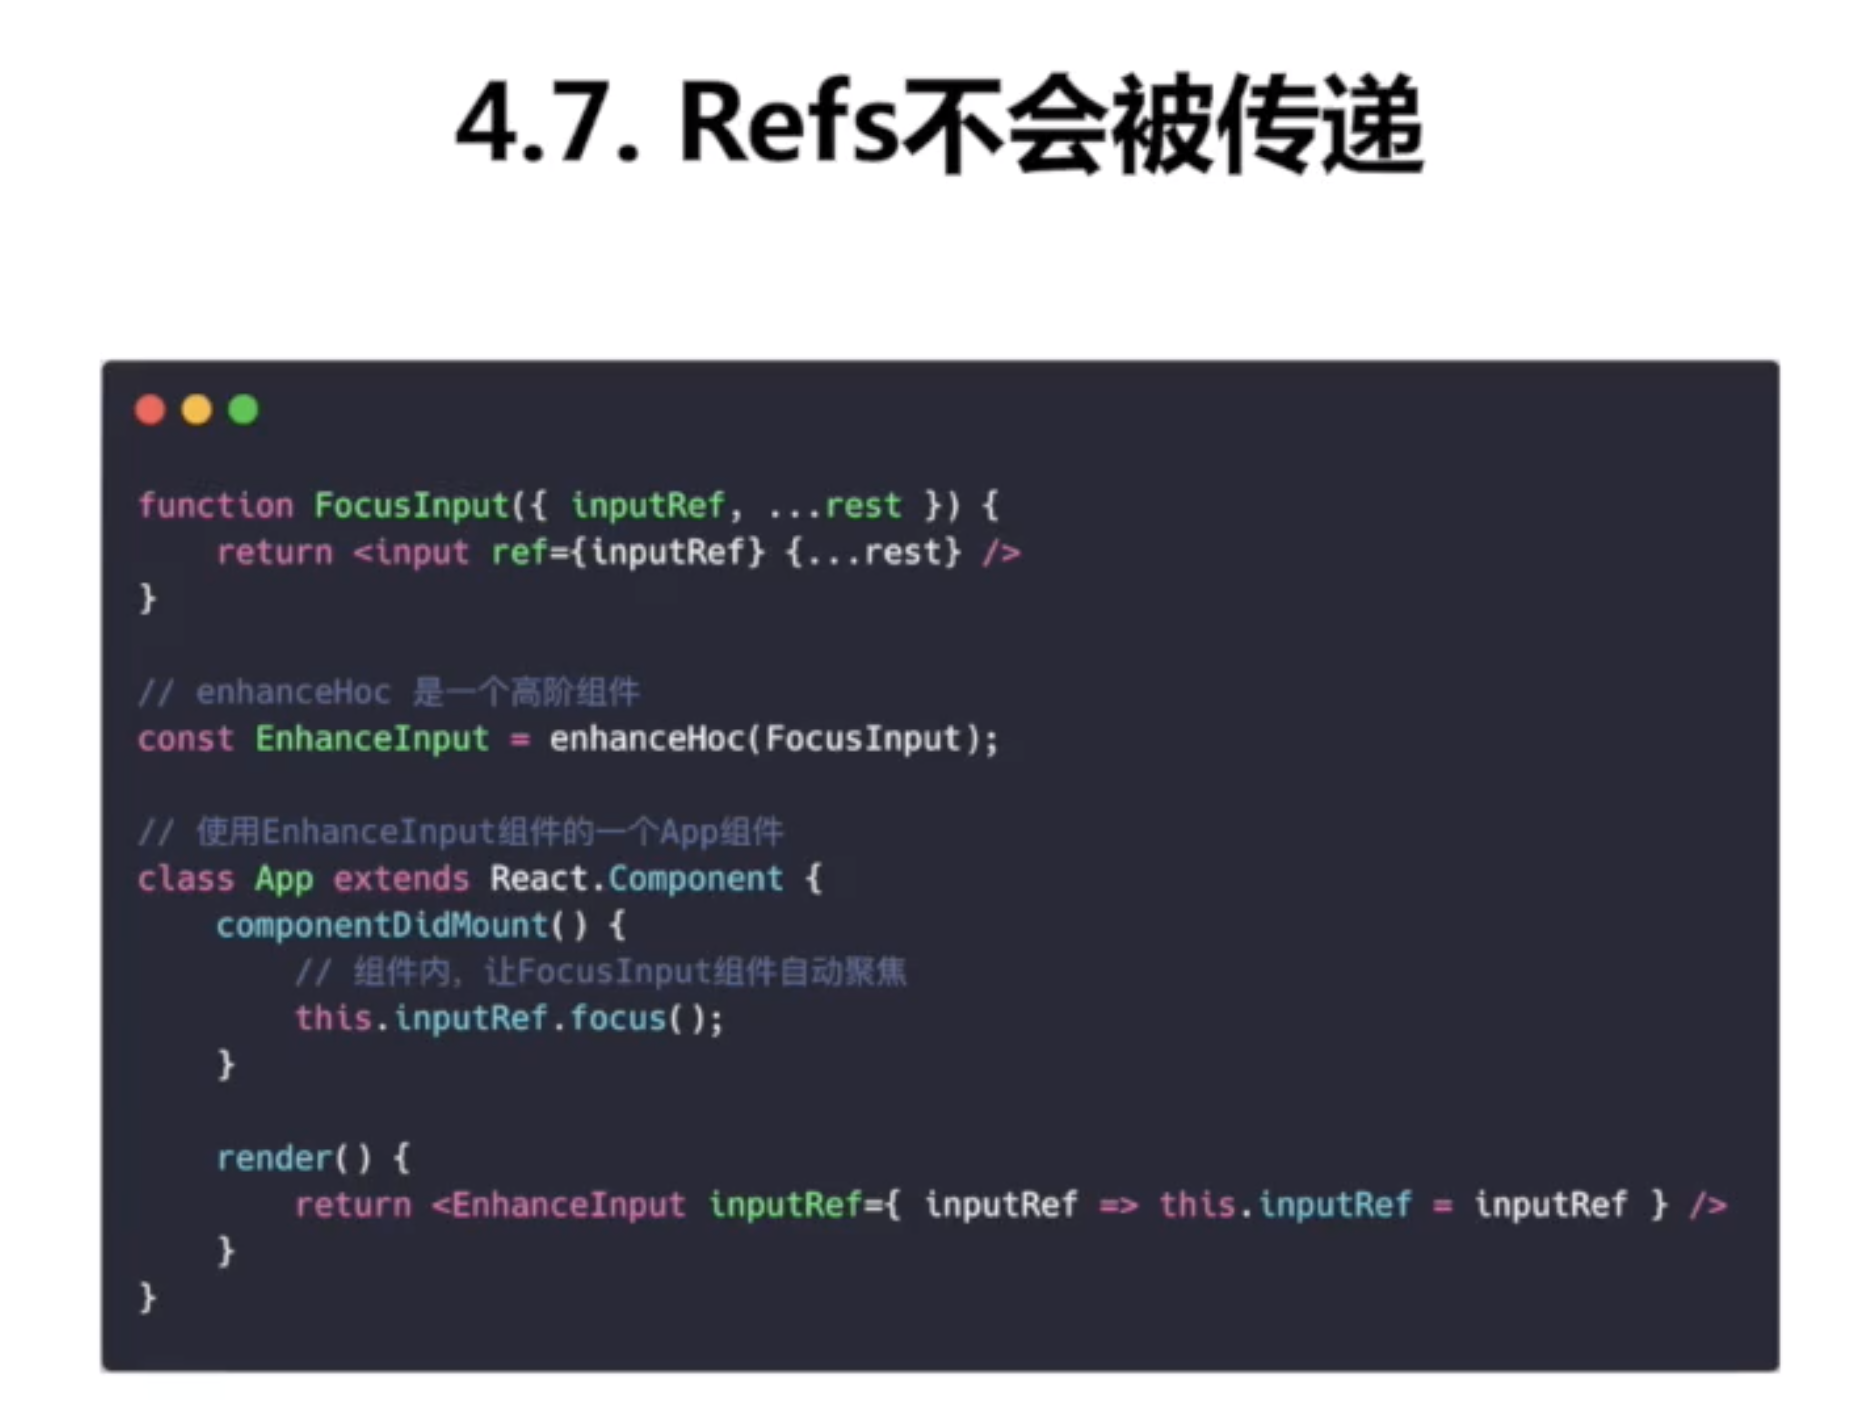 4.7. Refs不会被传递
function FocusInput({ inputRef, ...rest }) {
    return <input ref={inputRef} {...rest} />
}
// enhanceHoc 是一个高阶组件
const EnhanceInput = enhanceHoc(FocusInput);
// 使用EnhanceInput组件的一个App组件
class App extends React.Component {
    componentDidMount() {
        // 组件内，让FocusInput组件自动聚焦
        this.inputRef.focus();
    }
    render() {
        return <EnhanceInput inputRef={ inputRef => this.inputRef = inputRef } />
    }
}